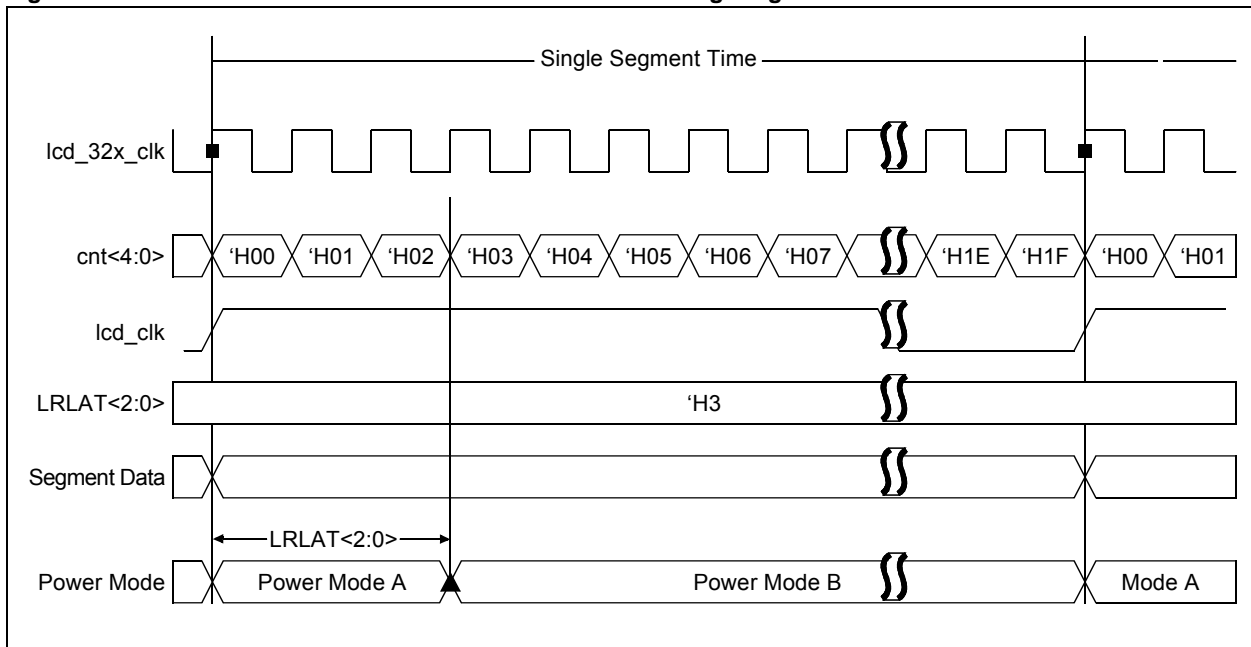 Single Segment Time
lcd_32x_clk
cnt<4:0> ‘H00 ‘H01 ‘H02 ‘H03 ‘H04 ‘H05 ‘H06 ‘H07 ‘H1E ‘H1F ‘H00 ‘H01
lcd_clk
LRLAT<2:0> ‘H3
Segment Data
LRLAT<2:0>
Power Mode Power Mode A Power Mode B Mode A